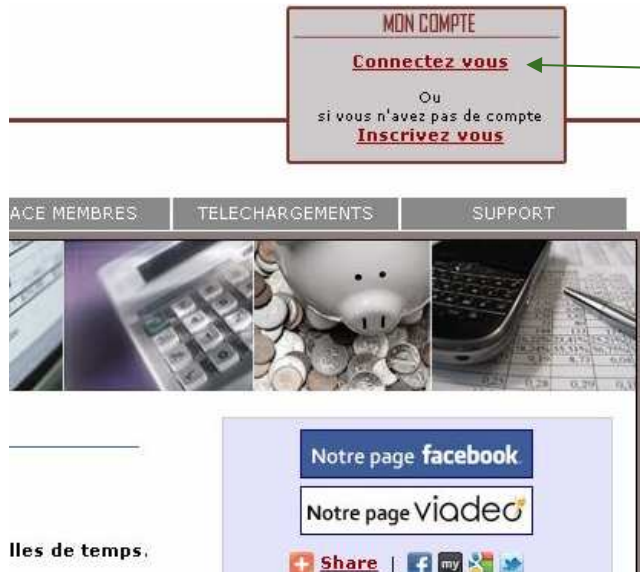 MON COMPTE
Connectez vous
Ou
si vous n'avez pas de compte
Inscrivez vous
ACE MEMBRES
TELECHARGEMENTS
SUPPORT
Notre page facebook
Notre page Viadeo
lles de temps.
Share |
my